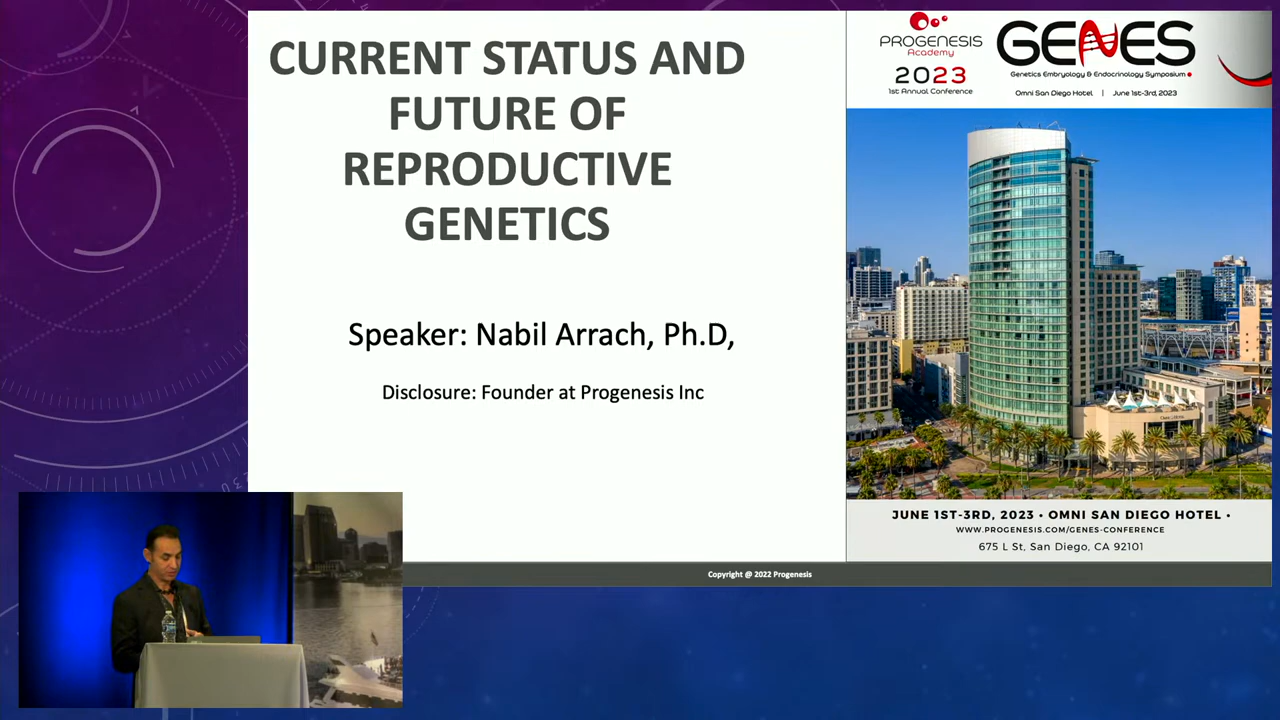 CURRENT STATUS AND
FUTURE OF
REPRODUCTIVE
GENETICS
Speaker: Nabil Arrach, Ph.D,
Disclosure: Founder at Progenesis Inc
PROGENESIS
Academy
2023
1st Annual Conference
GENES
Genetics Embryology & Endocrinology Symposium
Omni San Diego Hotel | June 1st-3rd, 2023
JUNE 1ST-3RD, 2023 • OMNI SAN DIEGO HOTEL •
WWW.PROGENESIS.COM/GENES-CONFERENCE
675 L St, San Diego, CA 92101
Copyright @ 2022 Progenesis